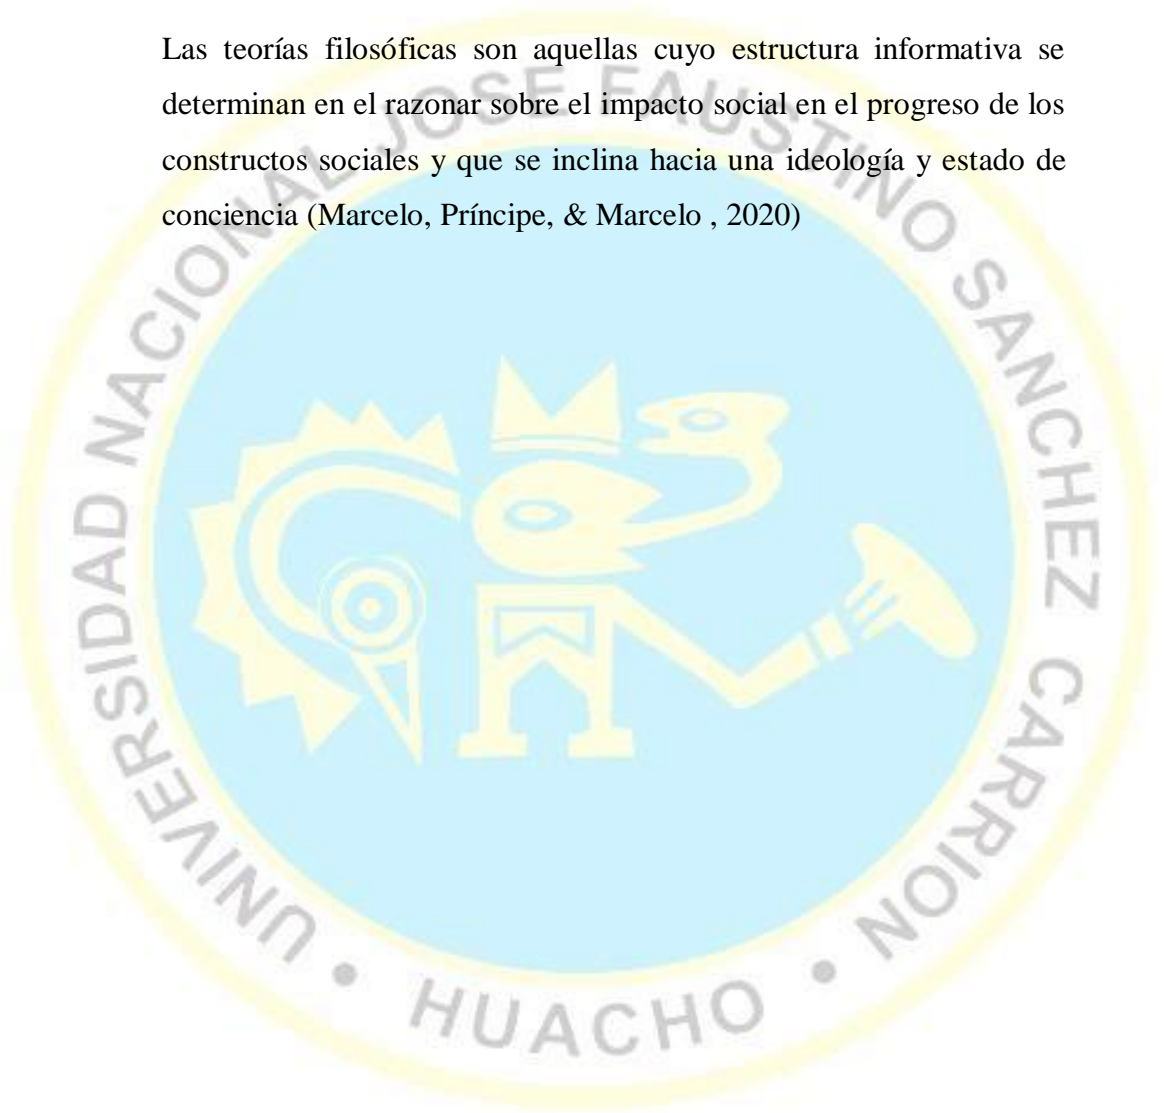 Las teorías filosóficas son aquellas cuyo estructura informativa se
determinan en el razonar sobre el impacto social en el progreso de los
constructos sociales y que se inclina hacia una ideología y estado de
conciencia (Marcelo, Príncipe, & Marcelo , 2020)
UNIVERSIDAD NACIONAL JOSE FAUSTINO SANCHEZ CARRION
• HUACHO •